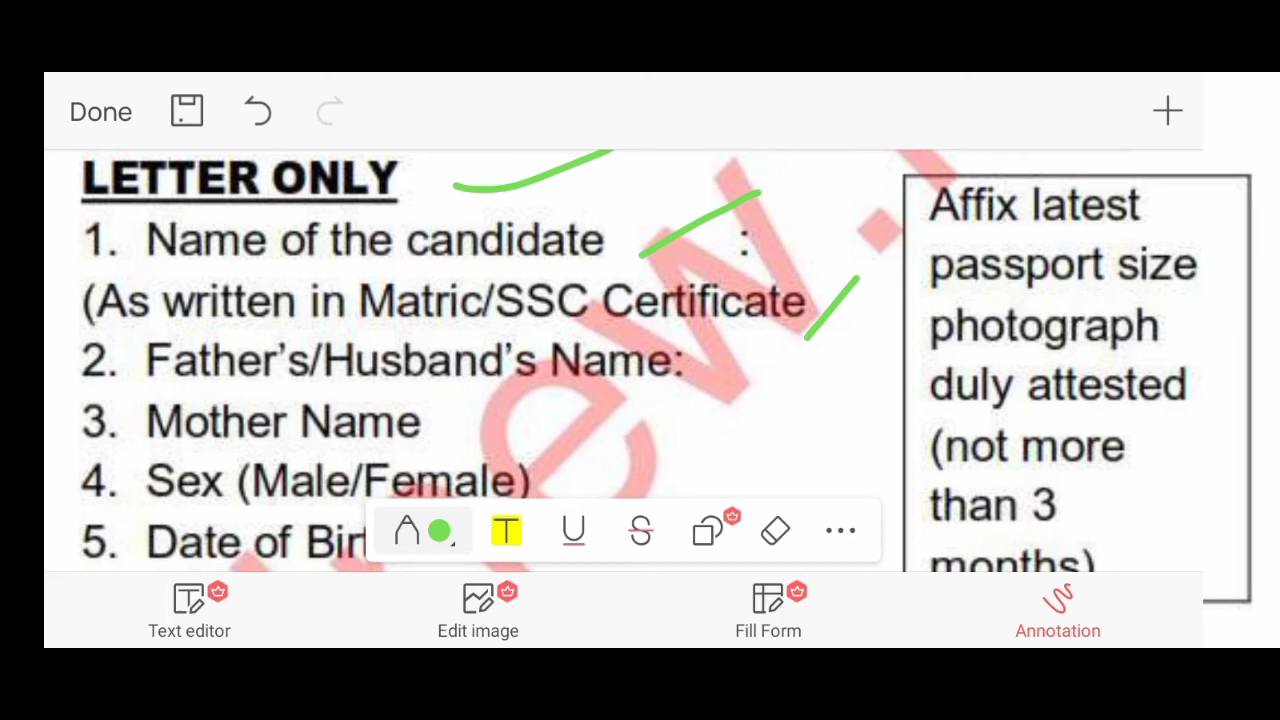 Done
LETTER ONLY
1. Name of the candidate :
(As written in Matric/SSC Certificate
2. Father's/Husband's Name:
3. Mother Name
4. Sex (Male/Female)
5. Date of Birt
Affix latest
passport size
photograph
duly attested
(not more
than 3
months)
Text editor
Edit image
Fill Form
Annotation